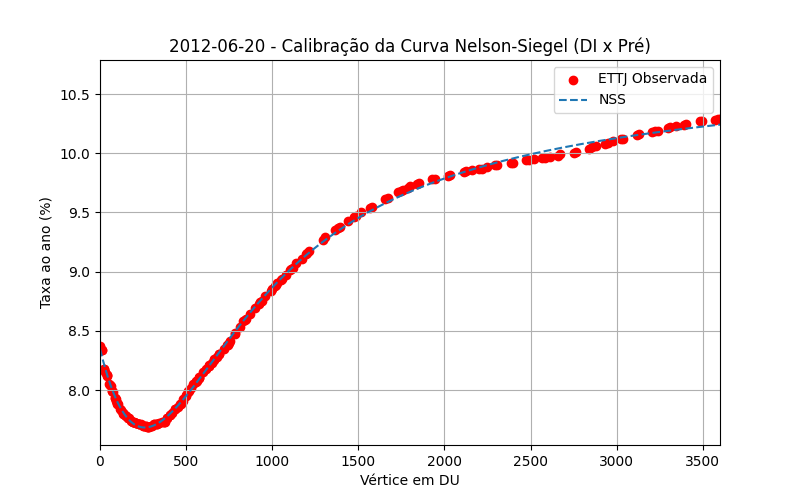 2012-06-20 - Calibração da Curva Nelson-Siegel (DI x Pré)
ETTJ Observada
NSS
Taxa ao ano (%)
10.5
10.0
9.5
9.0
8.5
8.0
0 500 1000 1500 2000 2500 3000 3500
Vértice em DU